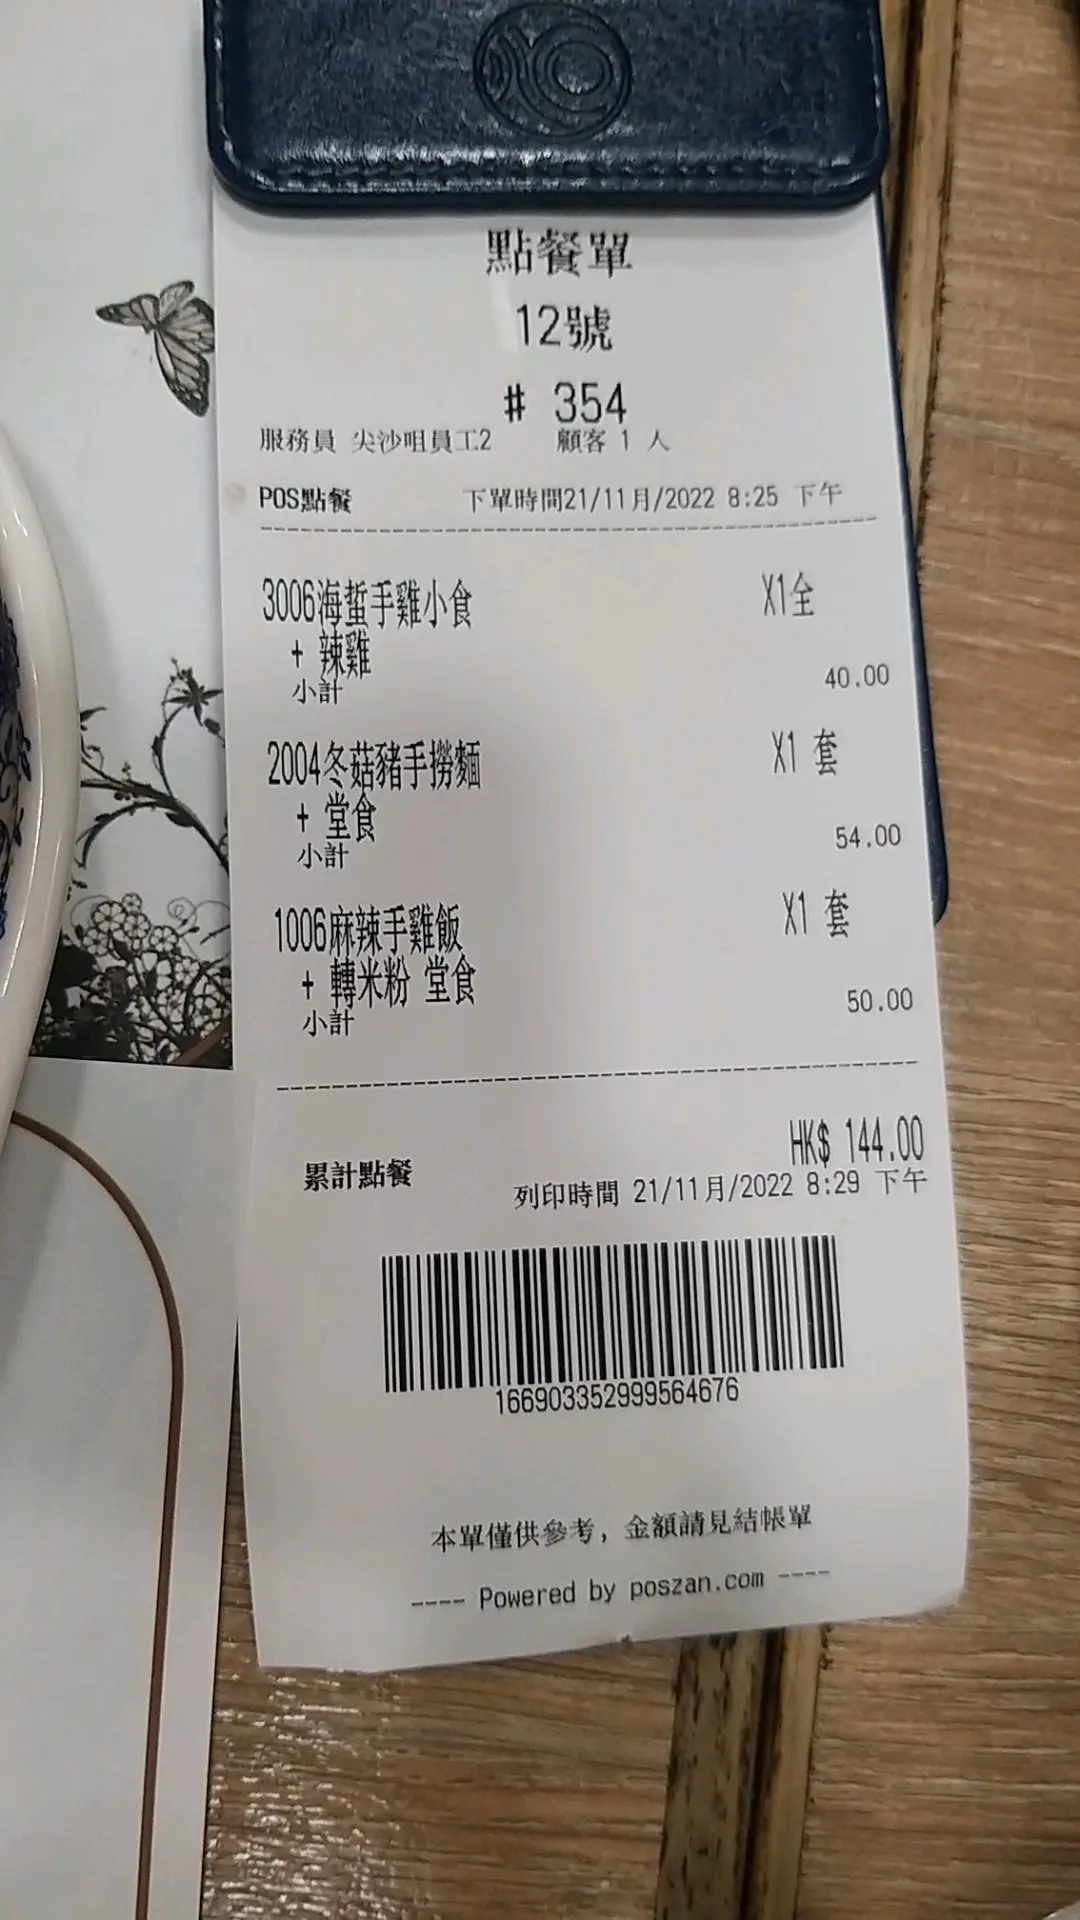 點餐單
12號
# 354
服務員 尖沙咀員工2 顧客 1 人
POS點餐 下單時間21/11月/2022 8:25 下午
3006海蜇手雞小食 X1全
+ 辣雞
小計 40.00
2004冬菇豬手撈麵 X1 套
+ 堂食
小計 54.00
1006麻辣手雞飯 X1 套
+ 轉米粉 堂食
小計 50.00
HK$ 144.00
累計點餐
列印時間 21/11月/2022 8:29 下午
1669033529995646​76
本單僅供參考, 金額請見結帳單
---- Powered by poszan.com ----